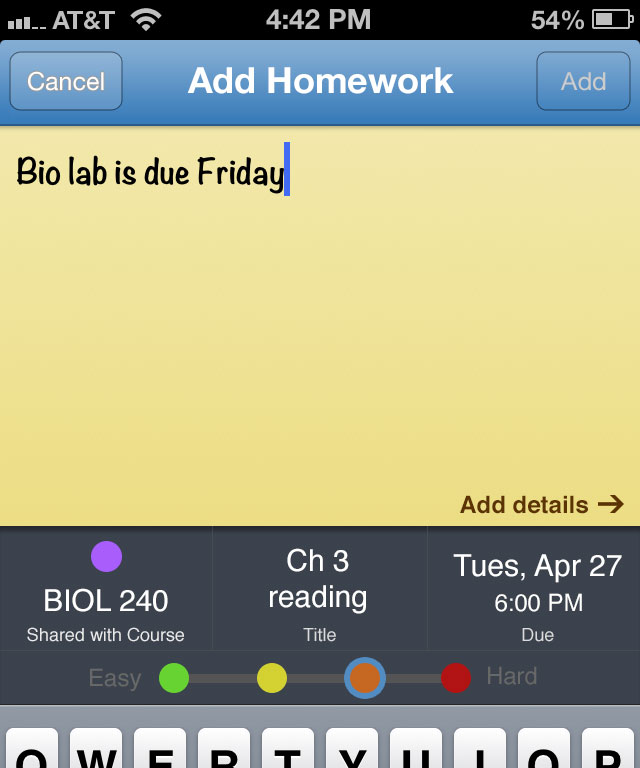 AT&T 4:42 PM 54%
Cancel Add Homework Add
Bio lab is due Friday
Add details →
BIOL 240
Shared with Course
Ch 3
reading
Title
Tues, Apr 27
6:00 PM
Due
Easy Hard
Q W E R T Y U I O P